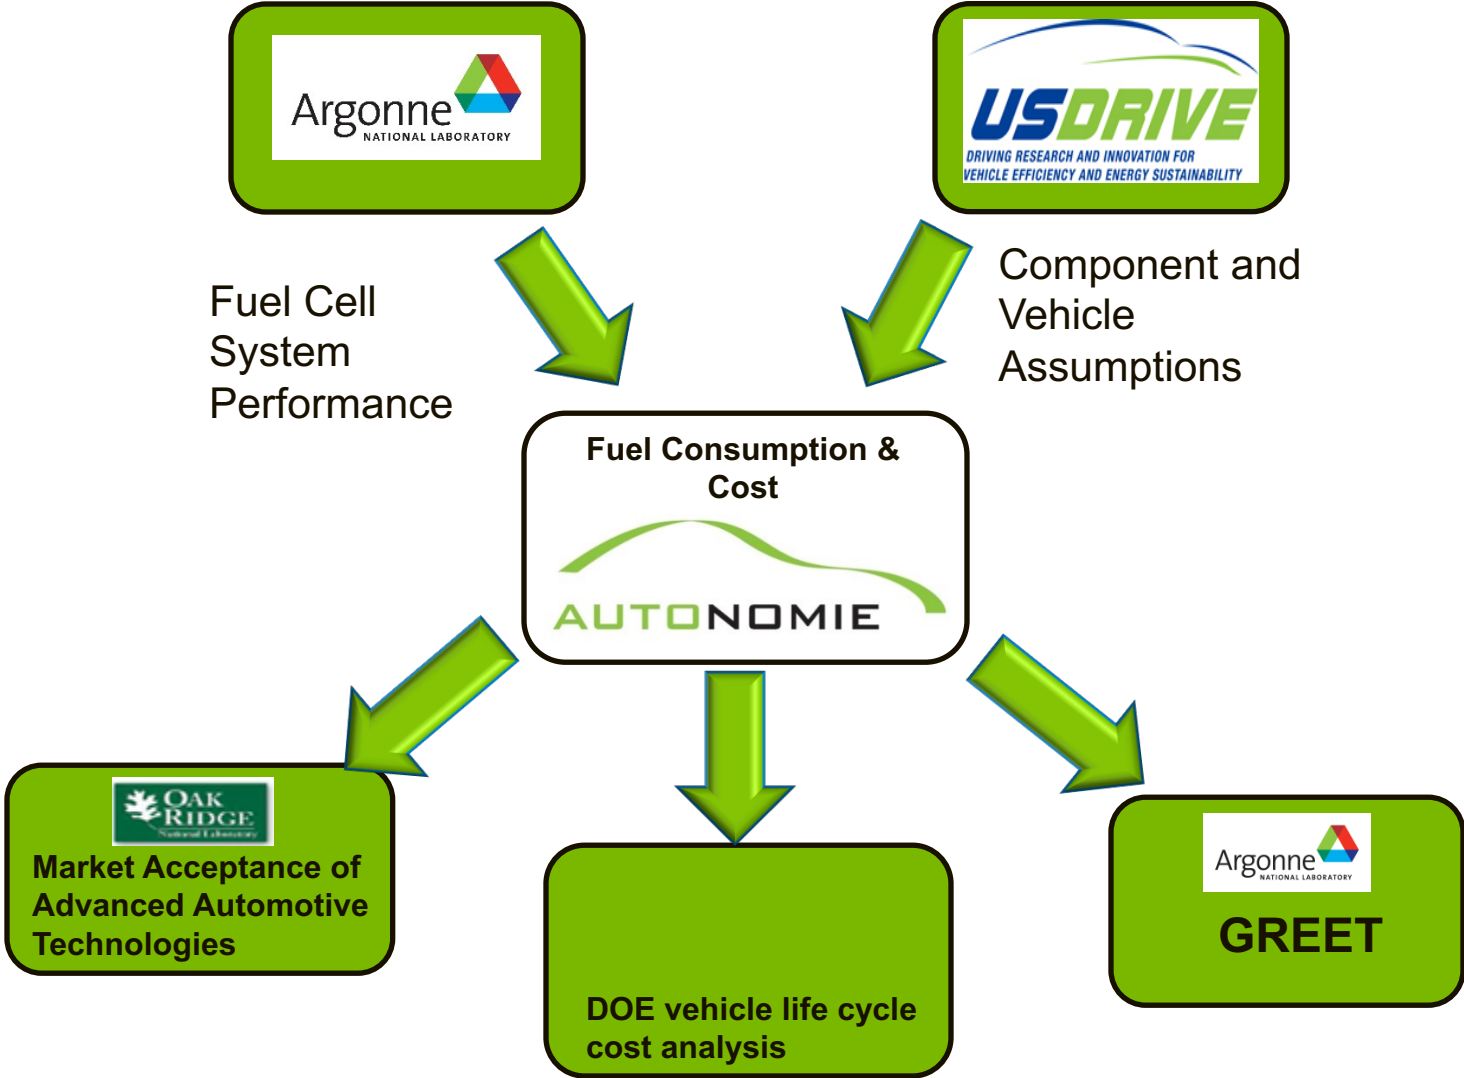 Argonne
NATIONAL LABORATORY
USDRIVE
DRIVING RESEARCH AND INNOVATION FOR
VEHICLE EFFICIENCY AND ENERGY SUSTAINABILITY
Fuel Cell
System
Performance
Component and
Vehicle
Assumptions
Fuel Consumption &
Cost
AUTONOMIE
OAK
RIDGE
National Laboratory
Market Acceptance of
Advanced Automotive
Technologies
DOE vehicle life cycle
cost analysis
Argonne
NATIONAL LABORATORY
GREET